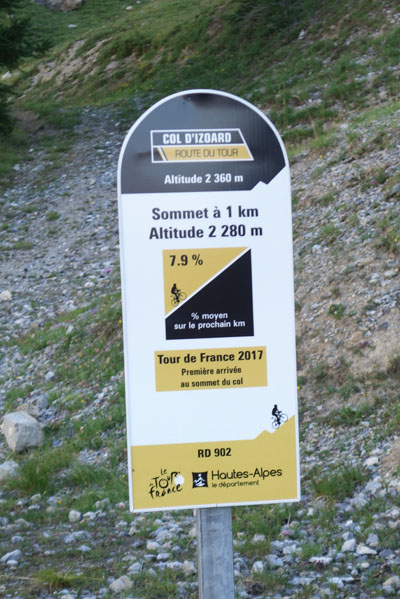 COL D'IZOARD
ROUTE DU TOUR
Altitude 2 360 m
Sommet à 1 km
Altitude 2 280 m
7.9 %
% moyen
sur le prochain km
Tour de France 2017
Première arrivée
au sommet du col
RD 902
le
TOUR
de
france
Hautes-Alpes
le département